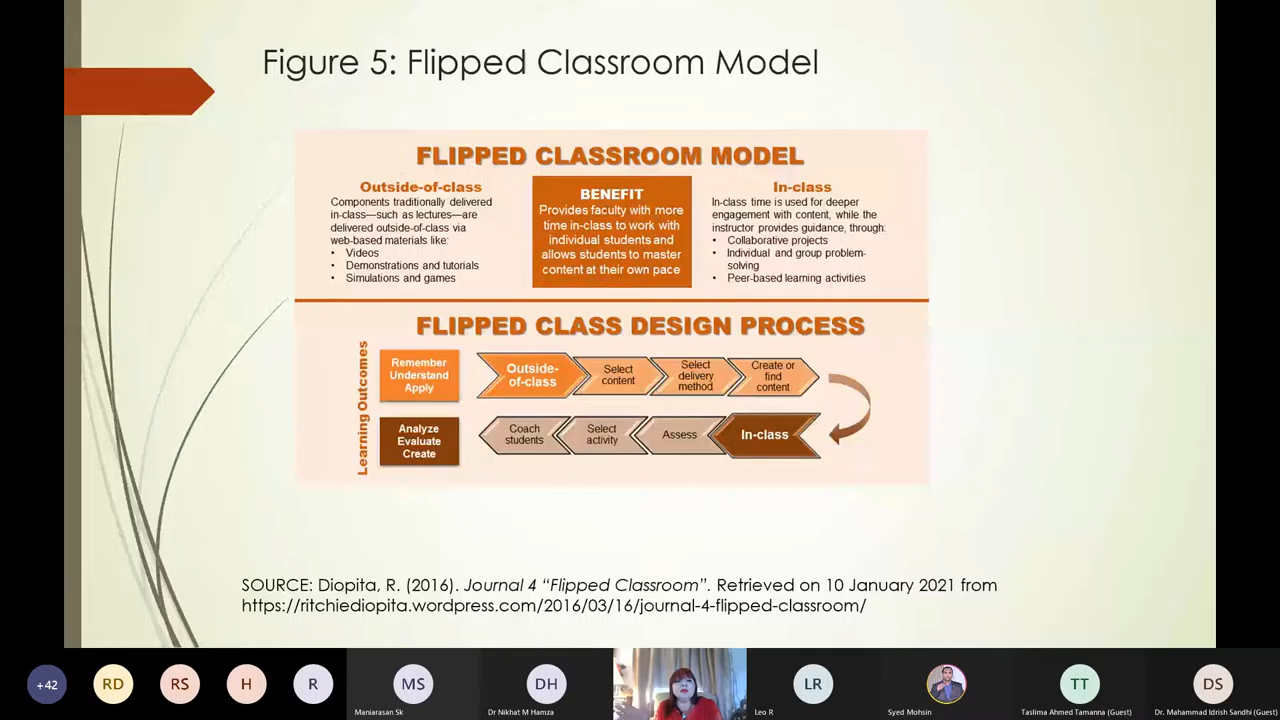 Figure 5: Flipped Classroom Model
FLIPPED CLASSROOM MODEL
Outside-of-class
Components traditionally delivered
in-class—such as lectures—are
delivered outside-of-class via
web-based materials like:
• Videos
• Demonstrations and tutorials
• Simulations and games
BENEFIT
Provides faculty with more
time in-class to work with
individual students and
allows students to master
content at their own pace
In-class
In-class time is used for deeper
engagement with content, while the
instructor provides guidance, through:
• Collaborative projects
• Individual and group problem-
solving
• Peer-based learning activities
FLIPPED CLASS DESIGN PROCESS
Learning Outcomes
Remember
Understand
Apply
Outside-
of-class
Select
content
Select
delivery
method
Create or
find
content
Analyze
Evaluate
Create
Coach
students
Select
activity
Assess
In-class
SOURCE: Diopita, R. (2016). Journal 4 “Flipped Classroom”. Retrieved on 10 January 2021 from
https://ritchiediopita.wordpress.com/2016/03/16/journal-4-flipped-classroom/
+42
RD
RS
H
R
MS
Maniarasan Sk
DH
Dr Nikhat M Hamza
LR
Leo R
Syed Mohsin
TT
Taslima Ahmed Tamanna (Guest)
DS
Dr. Mahammad Idrish Sandhi (Guest)